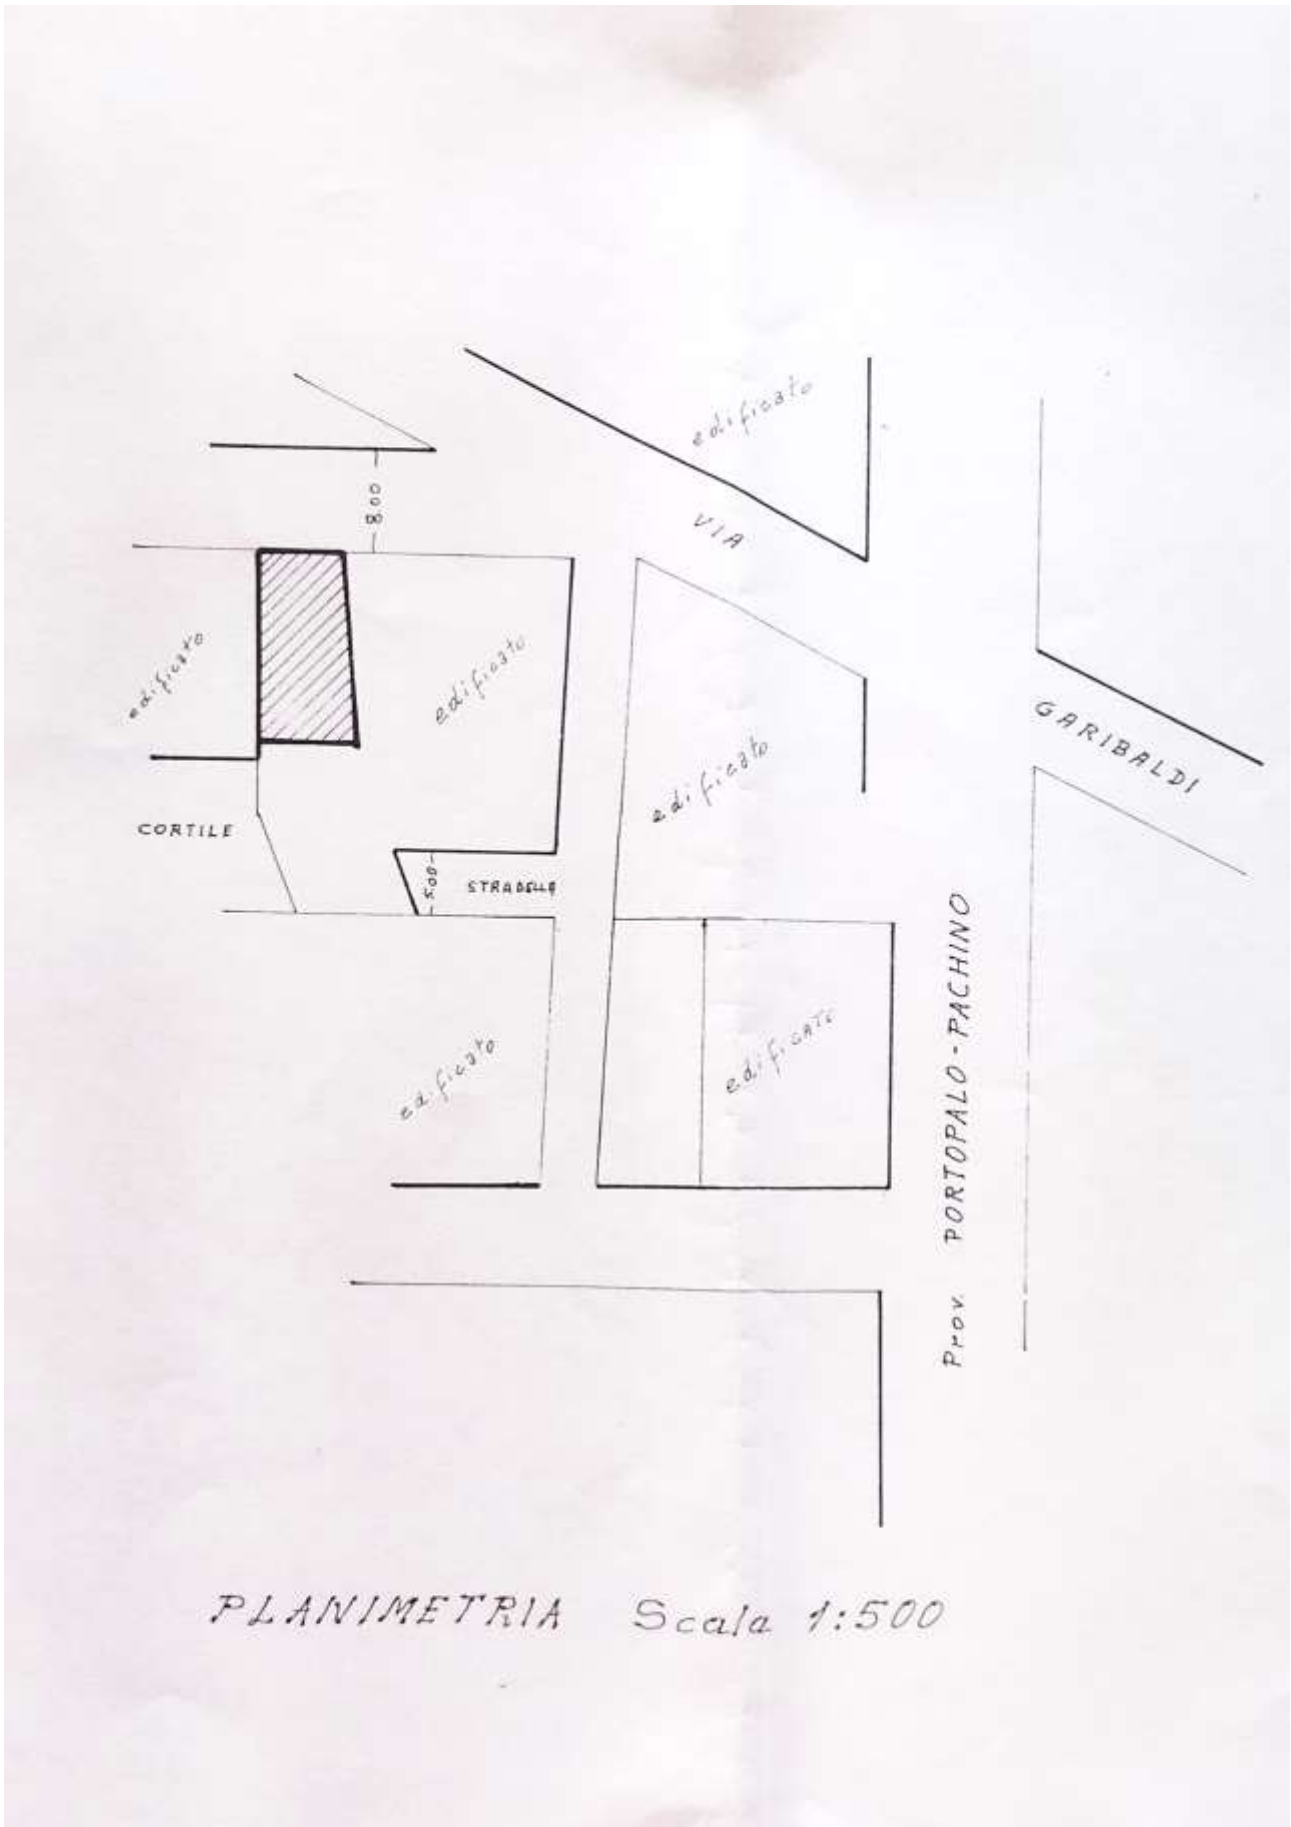 edificato
VIA
8.00
edificato
edificato
GARIBALDI
edificato
CORTILE
5.00
STRADELLA
Prov. PORTOPALO-PACHINO
edificato
edificato
PLANIMETRIA Scala 1:500